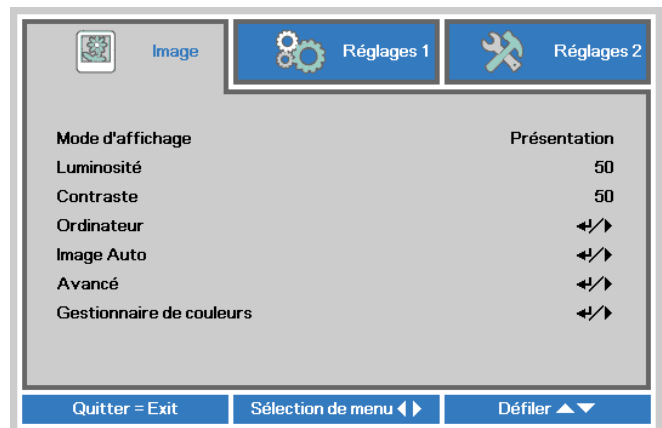 Image
Réglages 1
Réglages 2
Mode d'affichage Présentation
Luminosité 50
Contraste 50
Ordinateur
Image Auto
Avancé
Gestionnaire de couleurs
Quitter = Exit
Sélection de menu
Défiler